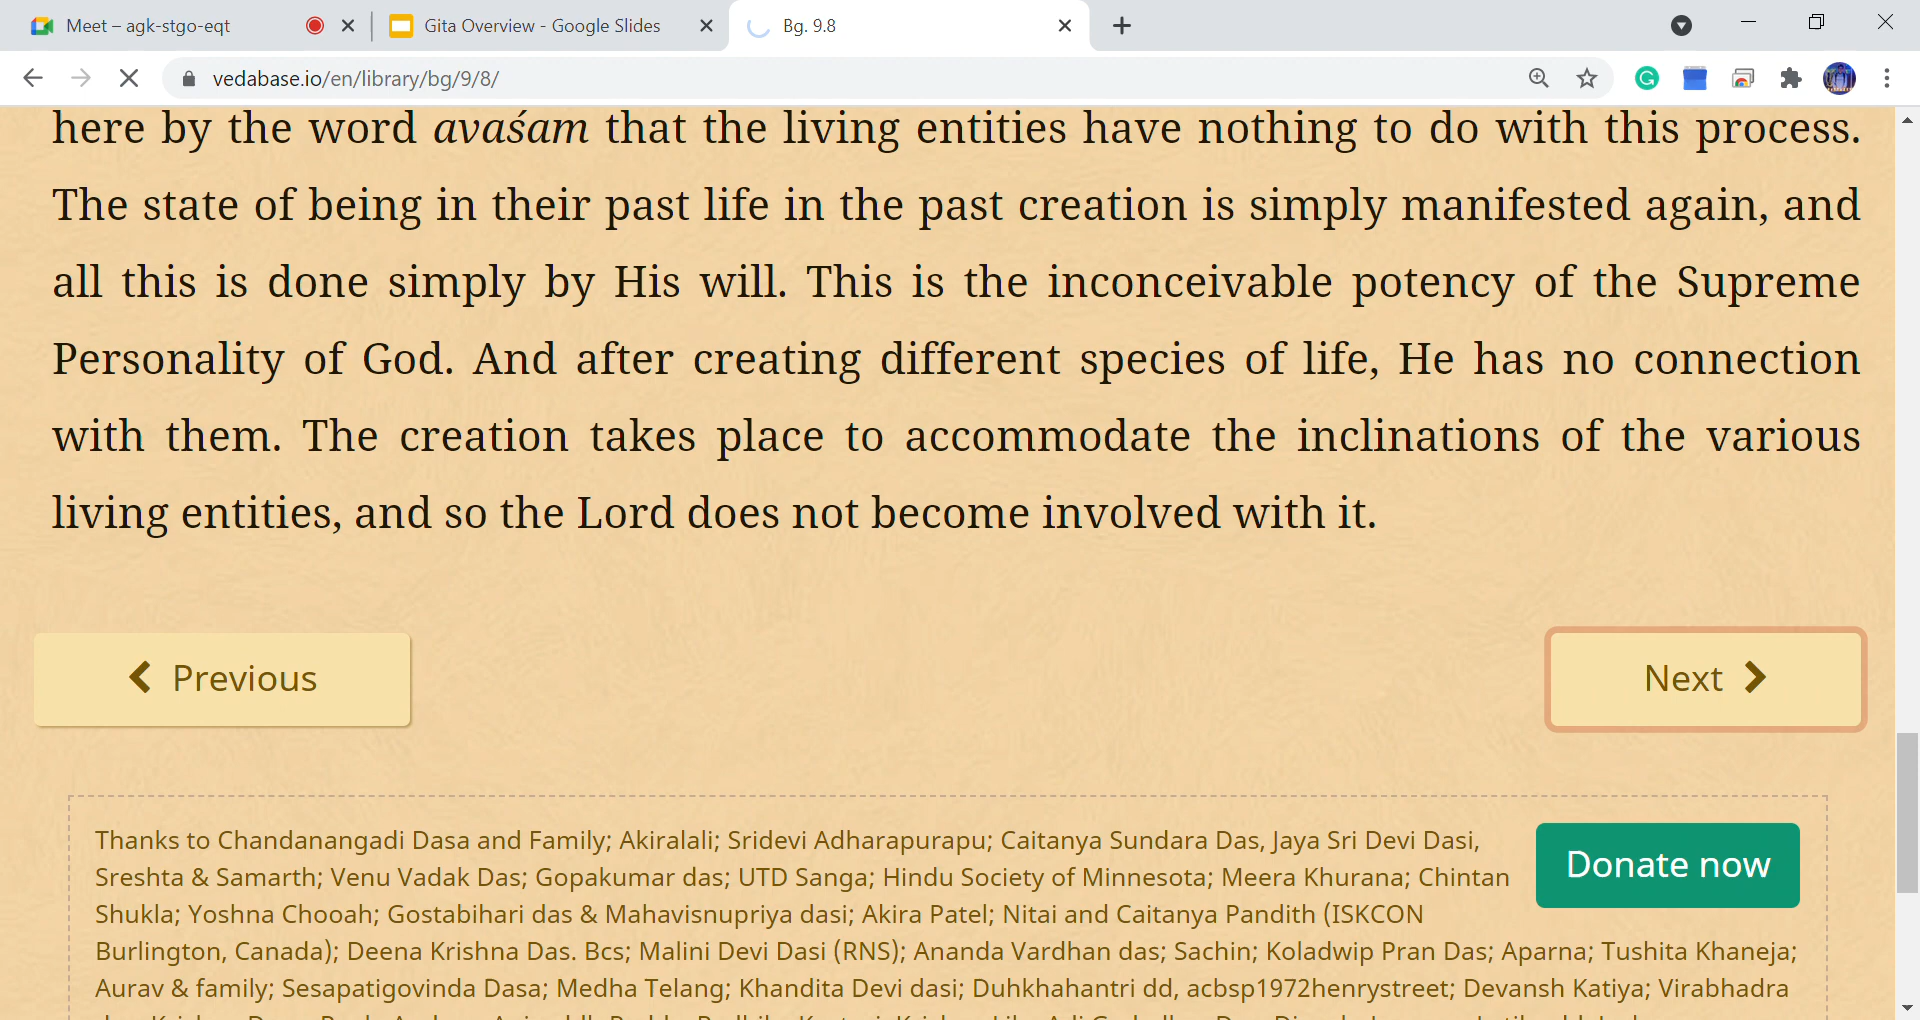 Meet – agk-stgo-eqt
Gita Overview - Google Slides
Bg. 9.8
vedabase.io/en/library/bg/9/8/
here by the word avaśam that the living entities have nothing to do with this process.
The state of being in their past life in the past creation is simply manifested again, and
all this is done simply by His will. This is the inconceivable potency of the Supreme
Personality of God. And after creating different species of life, He has no connection
with them. The creation takes place to accommodate the inclinations of the various
living entities, and so the Lord does not become involved with it.
Previous
Next
Thanks to Chandanangadi Dasa and Family; Akiralali; Sridevi Adharapurapu; Caitanya Sundara Das, Jaya Sri Devi Dasi,
Sreshta & Samarth; Venu Vadak Das; Gopakumar das; UTD Sanga; Hindu Society of Minnesota; Meera Khurana; Chintan
Shukla; Yoshna Chooah; Gostabihari das & Mahavisnupriya dasi; Akira Patel; Nitai and Caitanya Pandith (ISKCON
Burlington, Canada); Deena Krishna Das. Bcs; Malini Devi Dasi (RNS); Ananda Vardhan das; Sachin; Koladwip Pran Das; Aparna; Tushita Khaneja;
Aurav & family; Sesapatigovinda Dasa; Medha Telang; Khandita Devi dasi; Duhkhahantri dd, acbsp1972henrystreet; Devansh Katiya; Virabhadra
Donate now